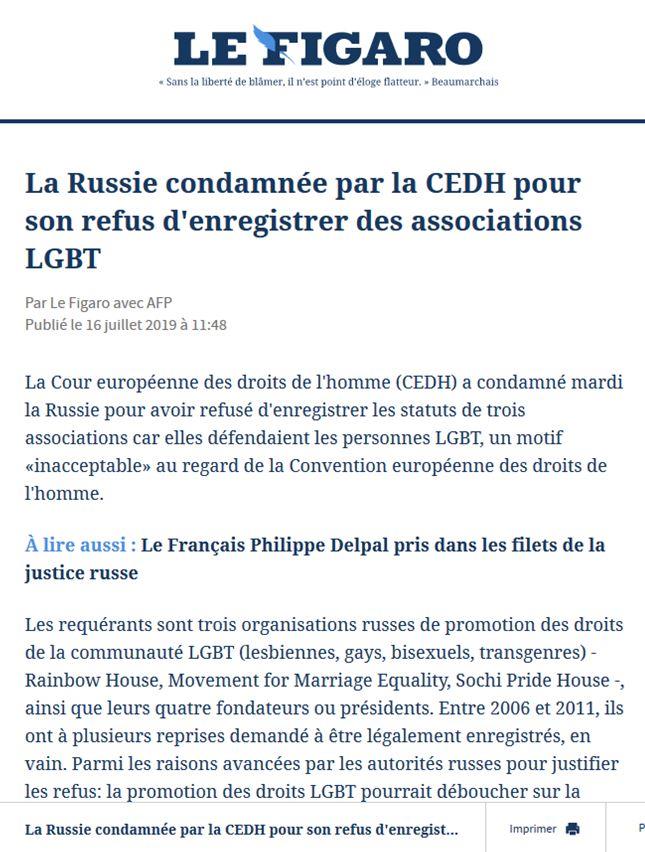 LE FIGARO
« Sans la liberté de blâmer, il n'est point d'éloge flatteur. » Beaumarchais
La Russie condamnée par la CEDH pour
son refus d'enregistrer des associations
LGBT
Par Le Figaro avec AFP
Publié le 16 juillet 2019 à 11:48
La Cour européenne des droits de l'homme (CEDH) a condamné mardi
la Russie pour avoir refusé d'enregistrer les statuts de trois
associations car elles défendaient les personnes LGBT, un motif
«inacceptable» au regard de la Convention européenne des droits de
l'homme.
À lire aussi : Le Français Philippe Delpal pris dans les filets de la
justice russe
Les requérants sont trois organisations russes de promotion des droits
de la communauté LGBT (lesbiennes, gays, bisexuels, transgenres) -
Rainbow House, Movement for Marriage Equality, Sochi Pride House -,
ainsi que leurs quatre fondateurs ou présidents. Entre 2006 et 2011, ils
ont à plusieurs reprises demandé à être légalement enregistrés, en
vain. Parmi les raisons avancées par les autorités russes pour justifier
les refus: la promotion des droits LGBT pourrait déboucher sur la
La Russie condamnée par la CEDH pour son refus d'enregist...
Imprimer
P